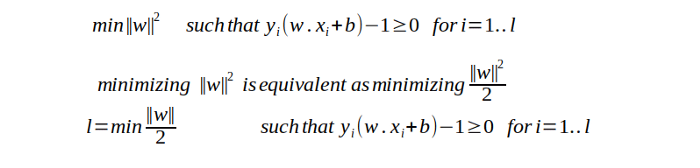 min‖w‖² such that yᵢ(w . xᵢ+b)−1≥0 for i=1..l
minimizing ‖w‖² is equivalent as minimizing ‖w‖²/2
l=min ‖w‖/2 such that yᵢ(w . xᵢ+b)−1≥0 for i=1..l